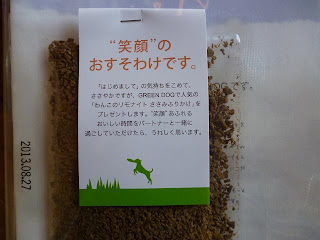 “笑顔”の
おすそわけです。
「はじめまして」の気持ちをこめて、
ささやかですが、GREEN DOGで人気の
「わんこのリモナイト ささみふりかけ」を
プレゼントします。“笑顔”あふれる
おいしい時間をパートナーと一緒に
過ごしていただけたら、うれしく思います。
2013.08.27